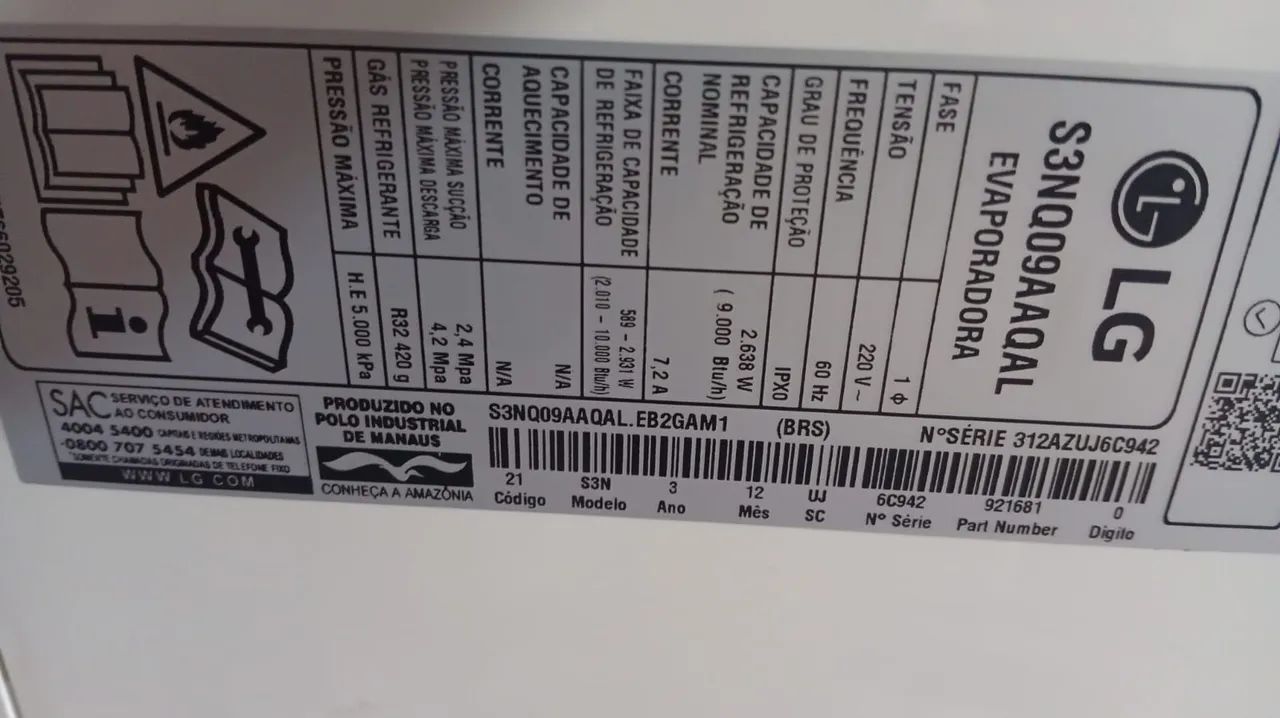 LG
S3NQ09AAQAL
EVAPORADORA
FASE 1 ɸ
TENSÃO 220 V ~
FREQUÊNCIA 60 Hz
GRAU DE PROTEÇÃO IPX0
CAPACIDADE DE
REFRIGERAÇÃO
NOMINAL
2.638 W
( 9.000 Btu/h)
CORRENTE 7,2 A
FAIXA DE CAPACIDADE
DE REFRIGERAÇÃO
589 - 2.931 W
(2.010 - 10.000 Btu/h)
CAPACIDADE DE
AQUECIMENTO
N/A
CORRENTE N/A
PRESSÃO MÁXIMA SUCÇÃO 2,4 Mpa
PRESSÃO MÁXIMA DESCARGA 4,2 Mpa
GÁS REFRIGERANTE R32 420 g
PRESSÃO MÁXIMA H.E 5.000 kPa
i
SAC SERVIÇO DE ATENDIMENTO
AO CONSUMIDOR
4004 5400 CAPITAIS E REGIÕES METROPOLITANAS
0800 707 5454 DEMAIS LOCALIDADES
*SOMENTE CHAMADAS ORIGINADAS DE TELEFONE FIXO
WWW LG COM
PRODUZIDO NO
POLO INDUSTRIAL
DE MANAUS
CONHEÇA A AMAZÔNIA
S3NQ09AAQAL.EB2GAM1 (BRS) N°SÉRIE 312AZUJ6C942
21 S3N 3 12 UJ 6C942 921681 0
Código Modelo Ano Mês SC N° Série Part Number Digito